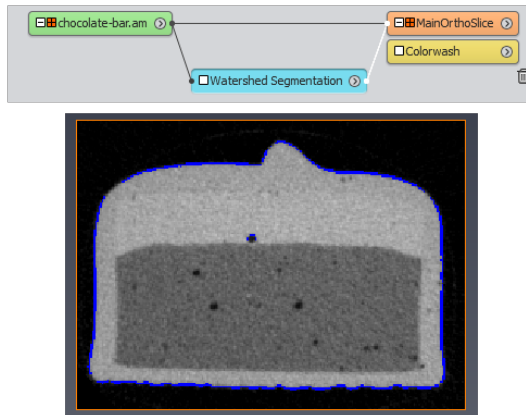 chocolate-bar.am
MainOrthoSlice
Colorwash
Watershed Segmentation